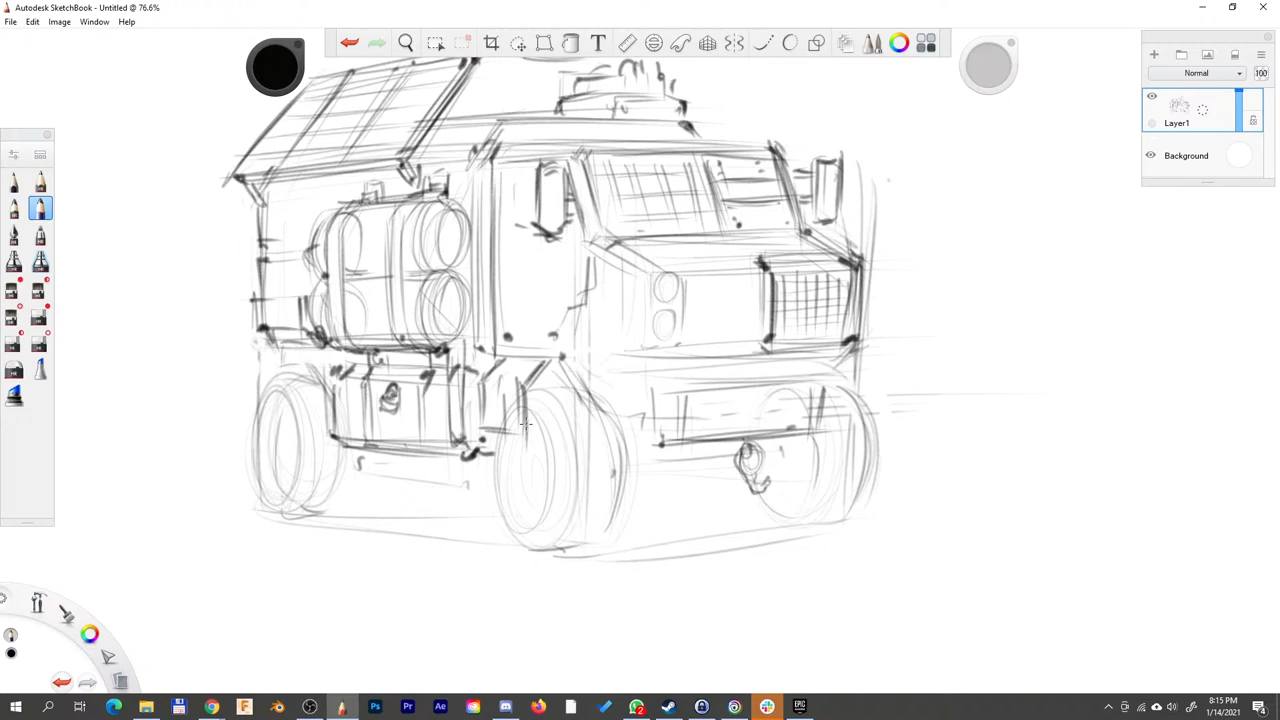 Autodesk SketchBook - Untitled @ 76.6%
File Edit Image Window Help
Normal
Layer1
Background
2
8:15 PM
1/14/2021